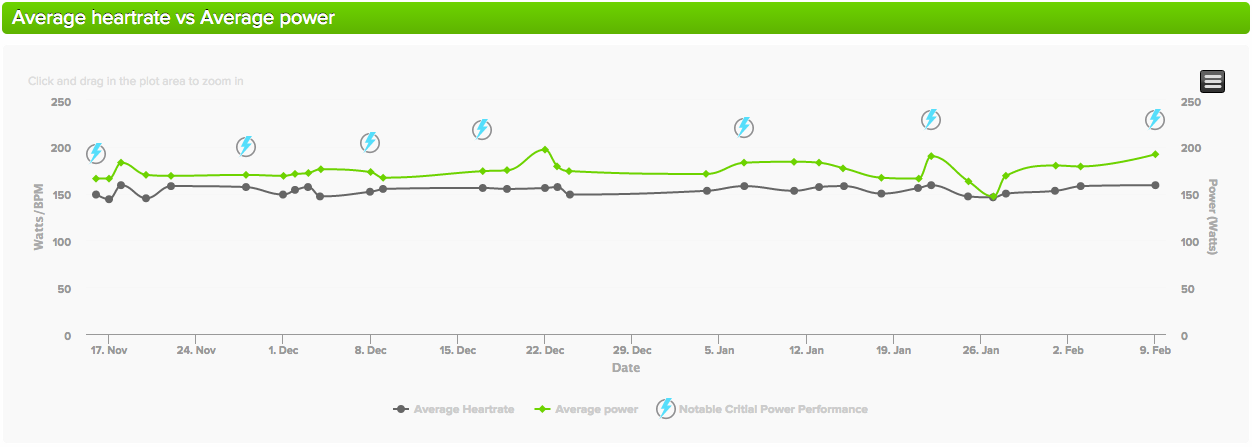 Average heartrate vs Average power
Click and drag in the plot area to zoom in
250 250
200 200
150 150
100 100
50 50
0 0
Watts / BPM
Power (Watts)
17. Nov 24. Nov 1. Dec 8. Dec 15. Dec 22. Dec 29. Dec 5. Jan 12. Jan 19. Jan 26. Jan 2. Feb 9. Feb
Date
Average Heartrate Average power Notable Critial Power Performance